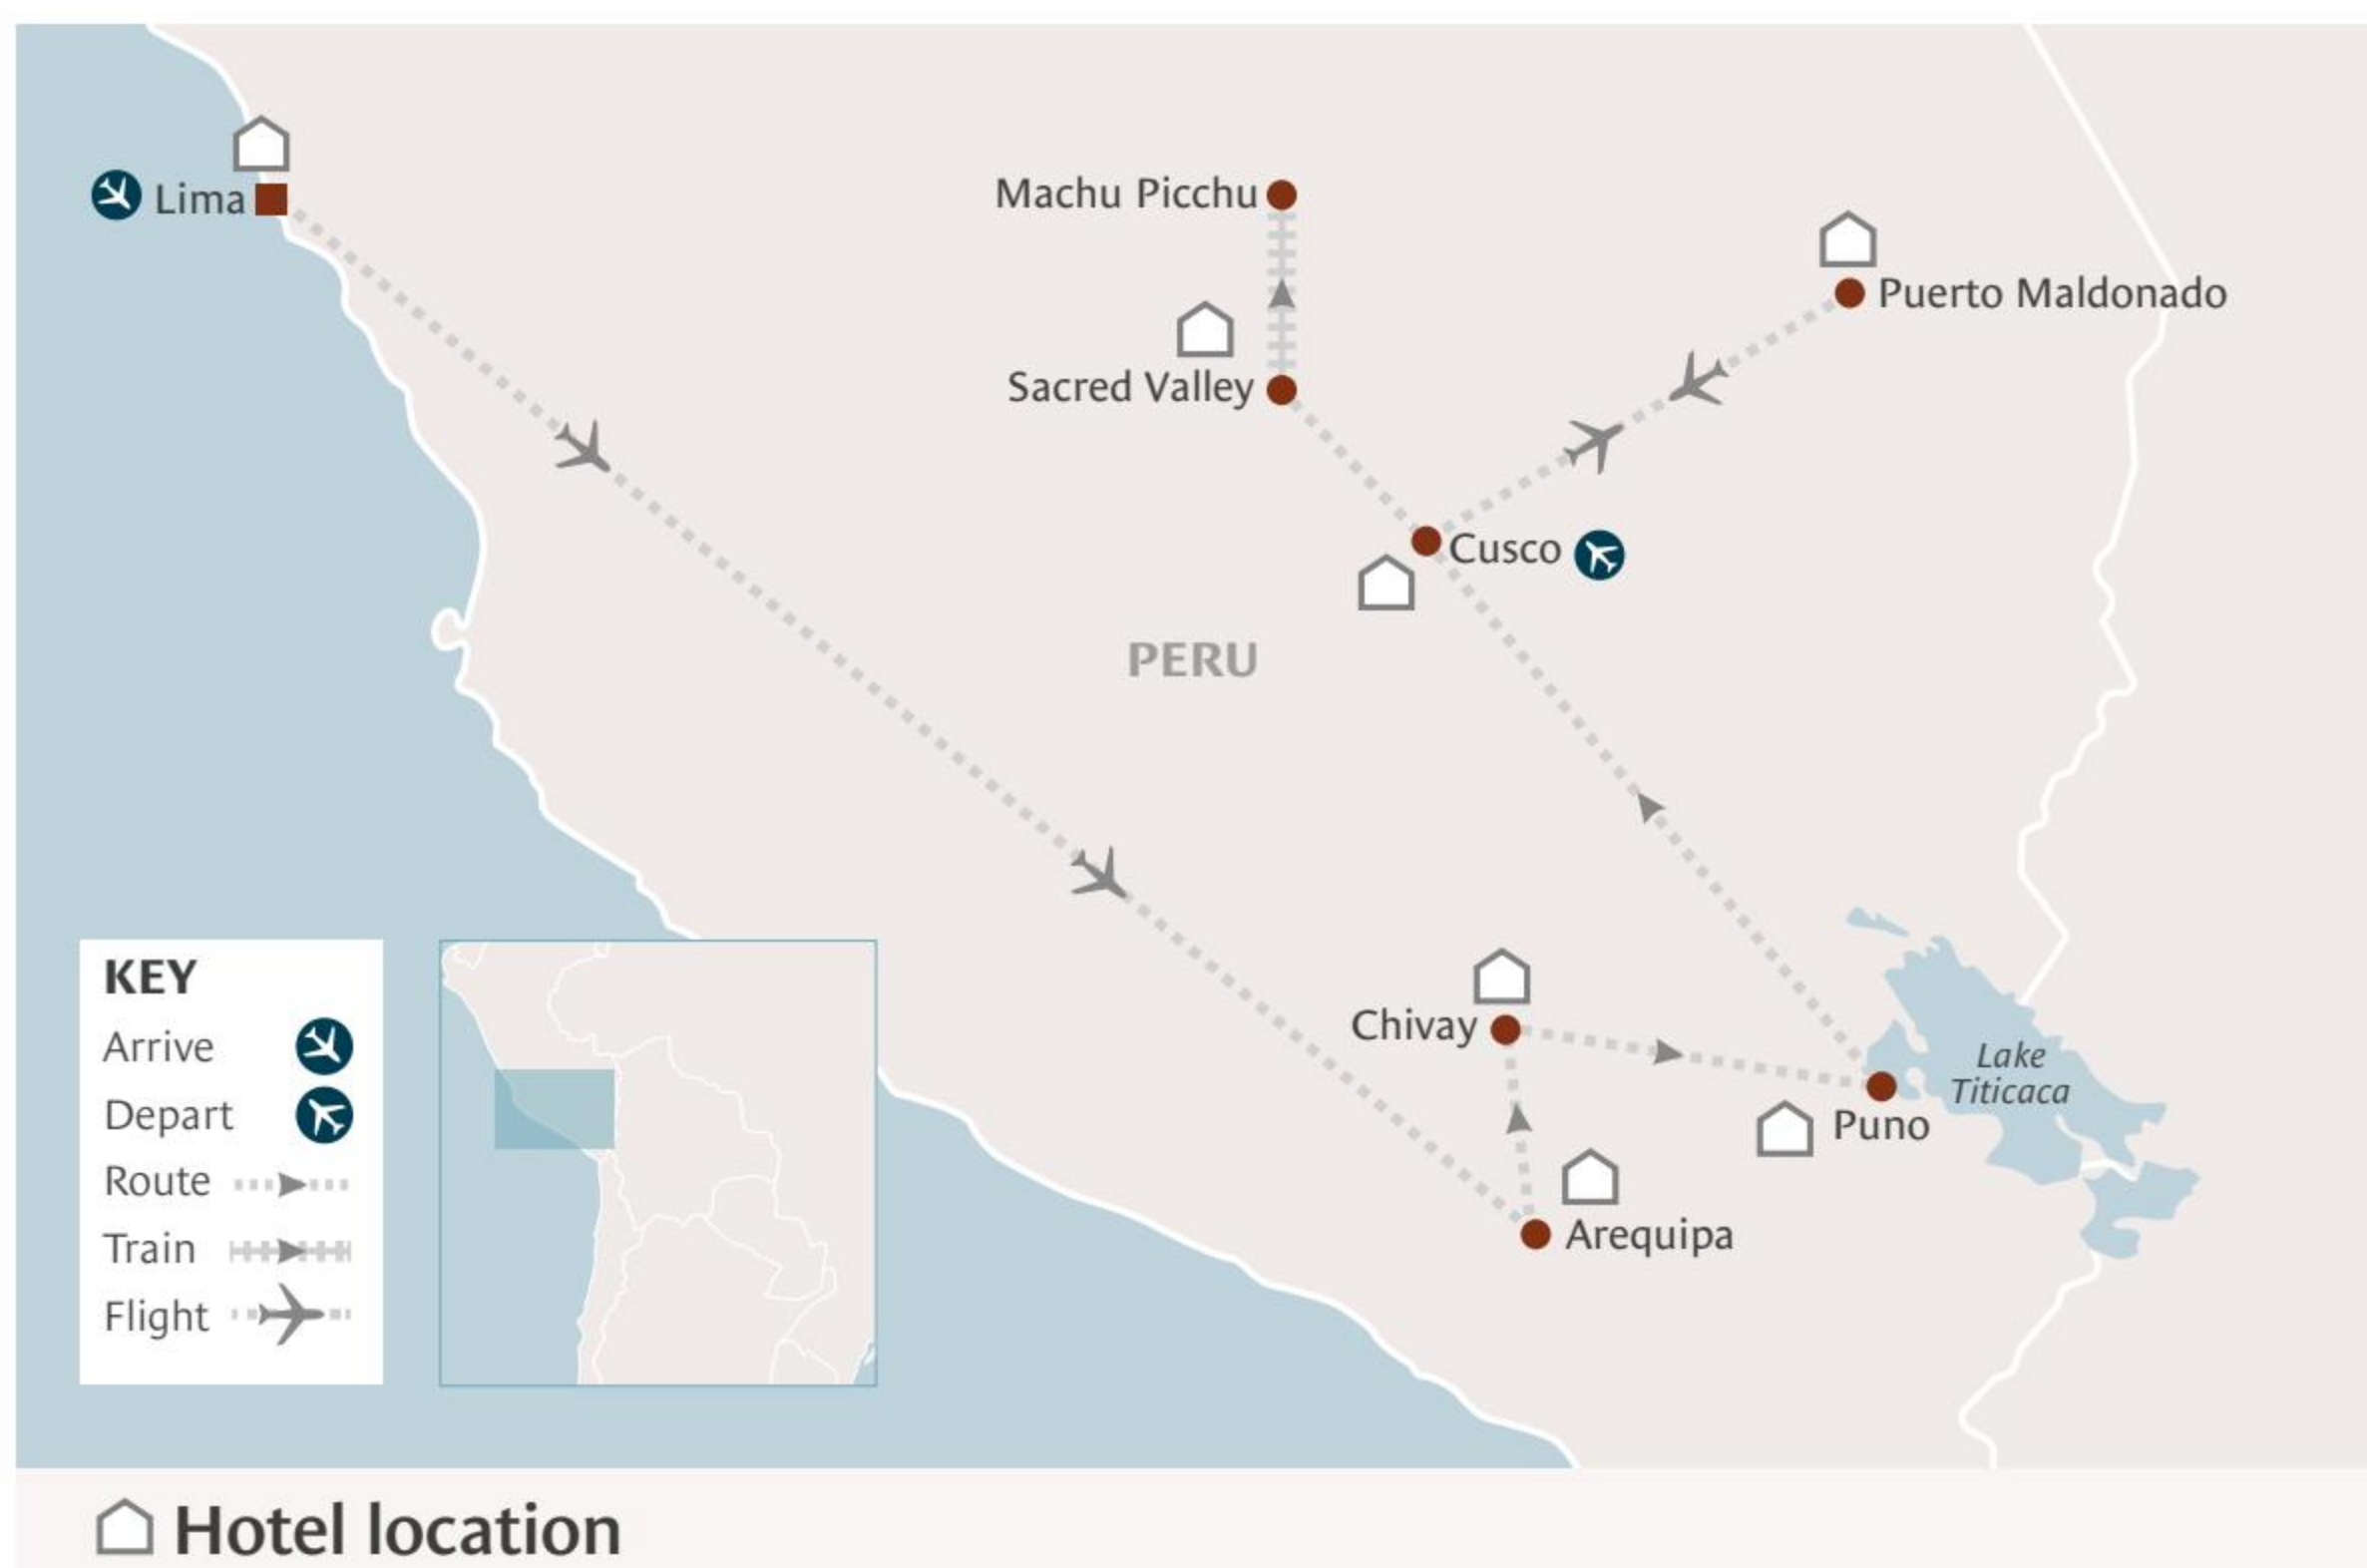 Lima
Machu Picchu
Puerto Maldonado
Sacred Valley
Cusco
PERU
KEY
Arrive
Depart
Route
Train
Flight
Chivay
Lake
Titicaca
Puno
Arequipa
Hotel location